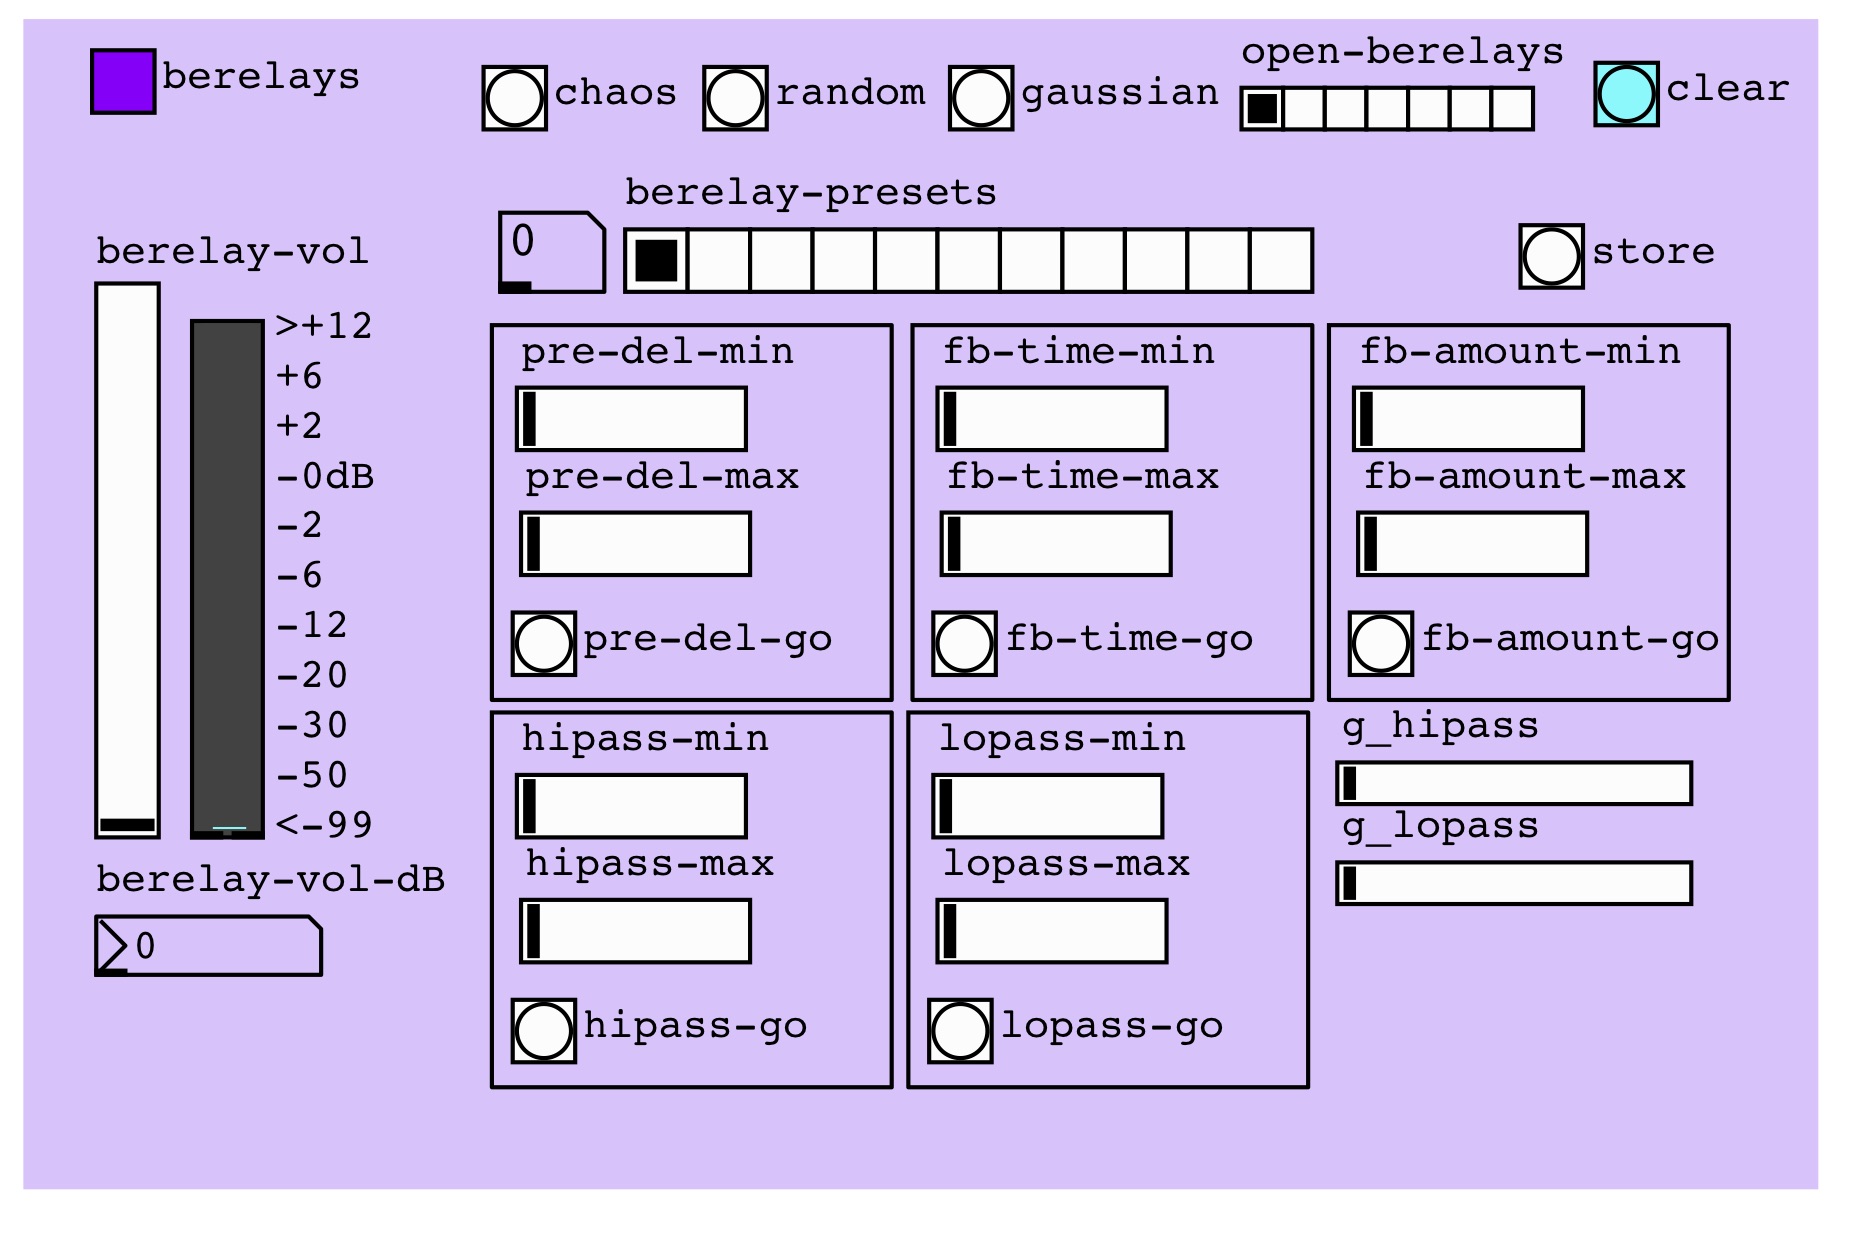 berelays
chaos
random
gaussian
open-berelays
clear
berelay-presets
0
store
berelay-vol
>+12
+6
+2
-0dB
-2
-6
-12
-20
-30
-50
<-99
berelay-vol-dB
0
pre-del-min
pre-del-max
pre-del-go
fb-time-min
fb-time-max
fb-time-go
fb-amount-min
fb-amount-max
fb-amount-go
hipass-min
hipass-max
hipass-go
lopass-min
lopass-max
lopass-go
g_hipass
g_lopass